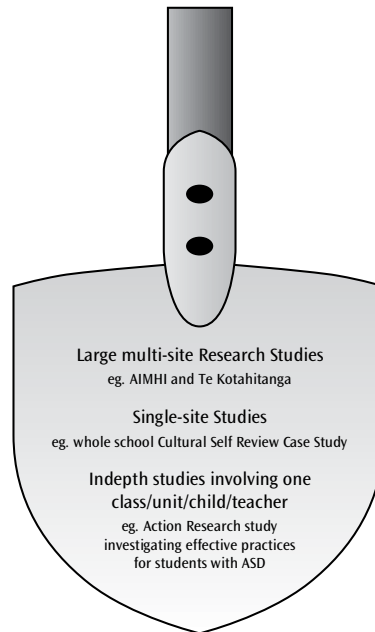 Large multi-site Research Studies
eg. AIMHI and Te Kotahitanga
Single-site Studies
eg. whole school Cultural Self Review Case Study
Indepth studies involving one
class/unit/child/teacher
eg. Action Research study
investigating effective practices
for students with ASD